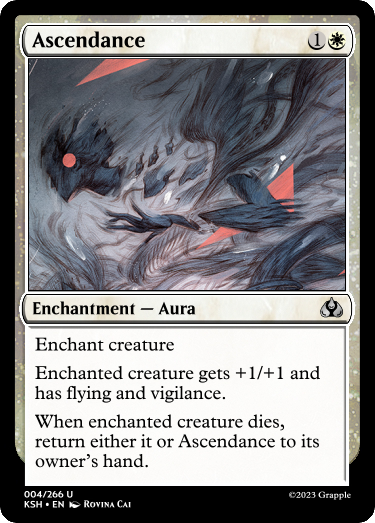 Ascendance 1
Enchantment — Aura
Enchant creature
Enchanted creature gets +1/+1 and
has flying and vigilance.
When enchanted creature dies,
return either it or Ascendance to its
owner's hand.
004/266 U
KSH • EN Rovina Cai
©2023 Grapple